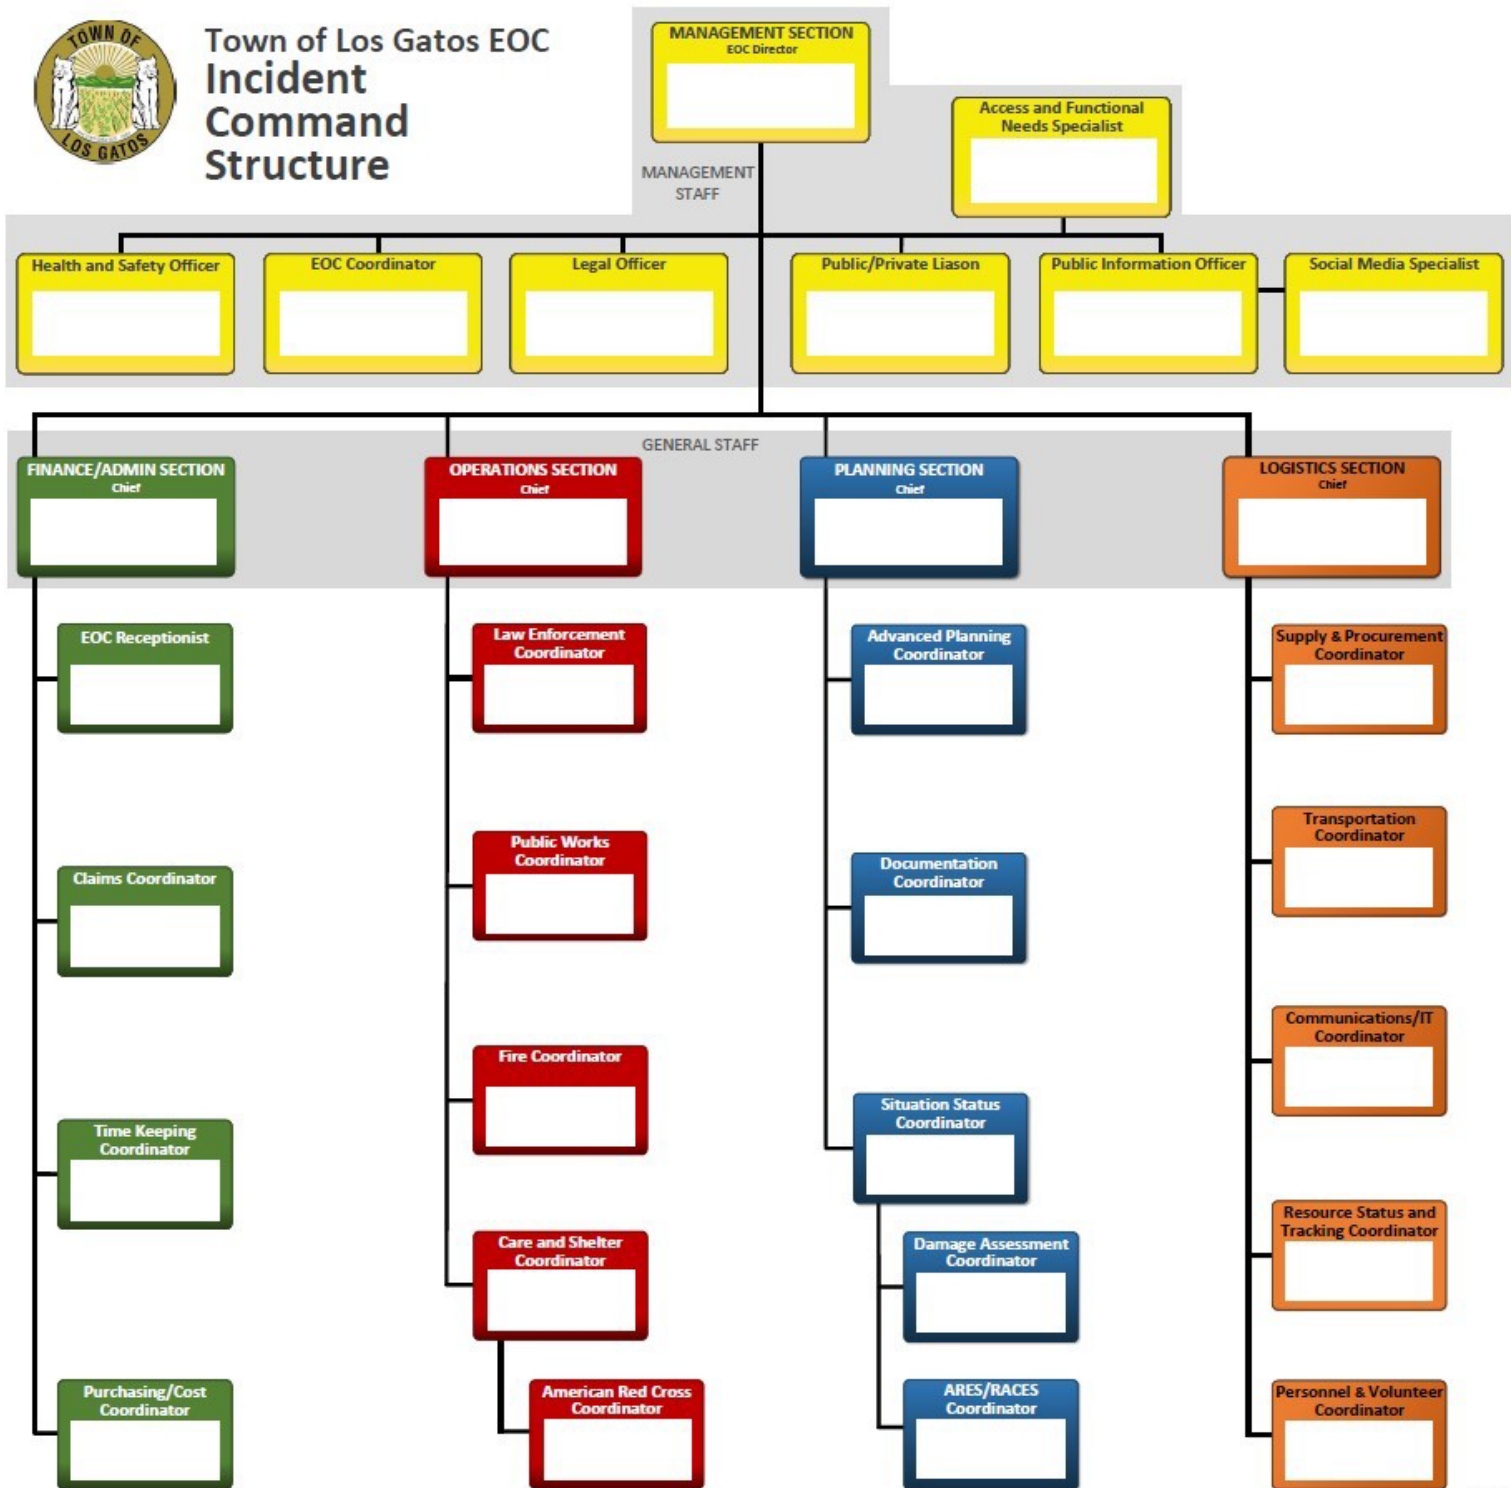 TOWN OF
LOS GATOS
Town of Los Gatos EOC
Incident
Command
Structure
MANAGEMENT SECTION
EOC Director
Access and Functional
Needs Specialist
MANAGEMENT
STAFF
Health and Safety Officer
EOC Coordinator
Legal Officer
Public/Private Liason
Public Information Officer
Social Media Specialist
GENERAL STAFF
FINANCE/ADMIN SECTION
Chief
OPERATIONS SECTION
Chief
PLANNING SECTION
Chief
LOGISTICS SECTION
Chief
EOC Receptionist
Claims Coordinator
Time Keeping
Coordinator
Purchasing/Cost
Coordinator
Law Enforcement
Coordinator
Public Works
Coordinator
Fire Coordinator
Care and Shelter
Coordinator
American Red Cross
Coordinator
Advanced Planning
Coordinator
Documentation
Coordinator
Situation Status
Coordinator
Damage Assessment
Coordinator
ARES/RACES
Coordinator
Supply & Procurement
Coordinator
Transportation
Coordinator
Communications/IT
Coordinator
Resource Status and
Tracking Coordinator
Personnel & Volunteer
Coordinator